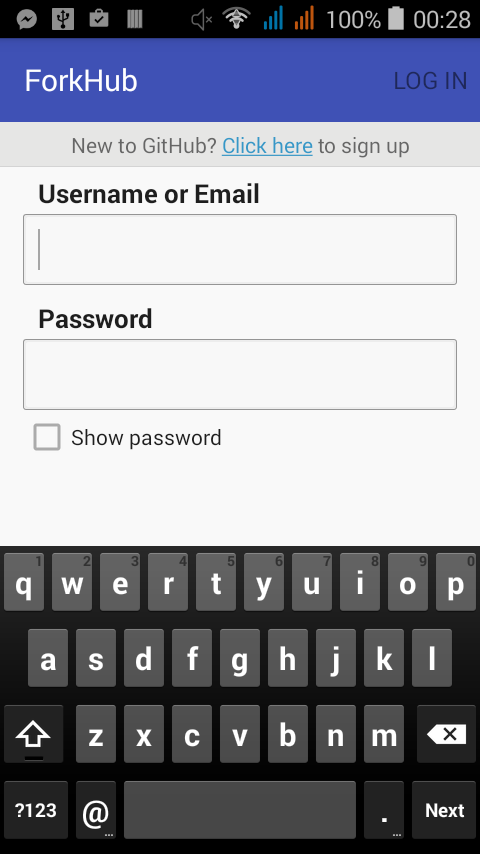 100% 00:28
ForkHub LOG IN
New to GitHub? Click here to sign up
Username or Email
Password
Show password
1 2 3 4 5 6 7 8 9 0
q w e r t y u i o p
a s d f g h j k l
z x c v b n m
?123 @ ... . ... Next